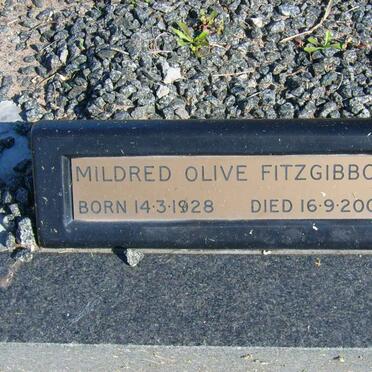 MILDRED OLIVE FITZGIBBO
BORN 14·3·1928 DIED 16·9·200